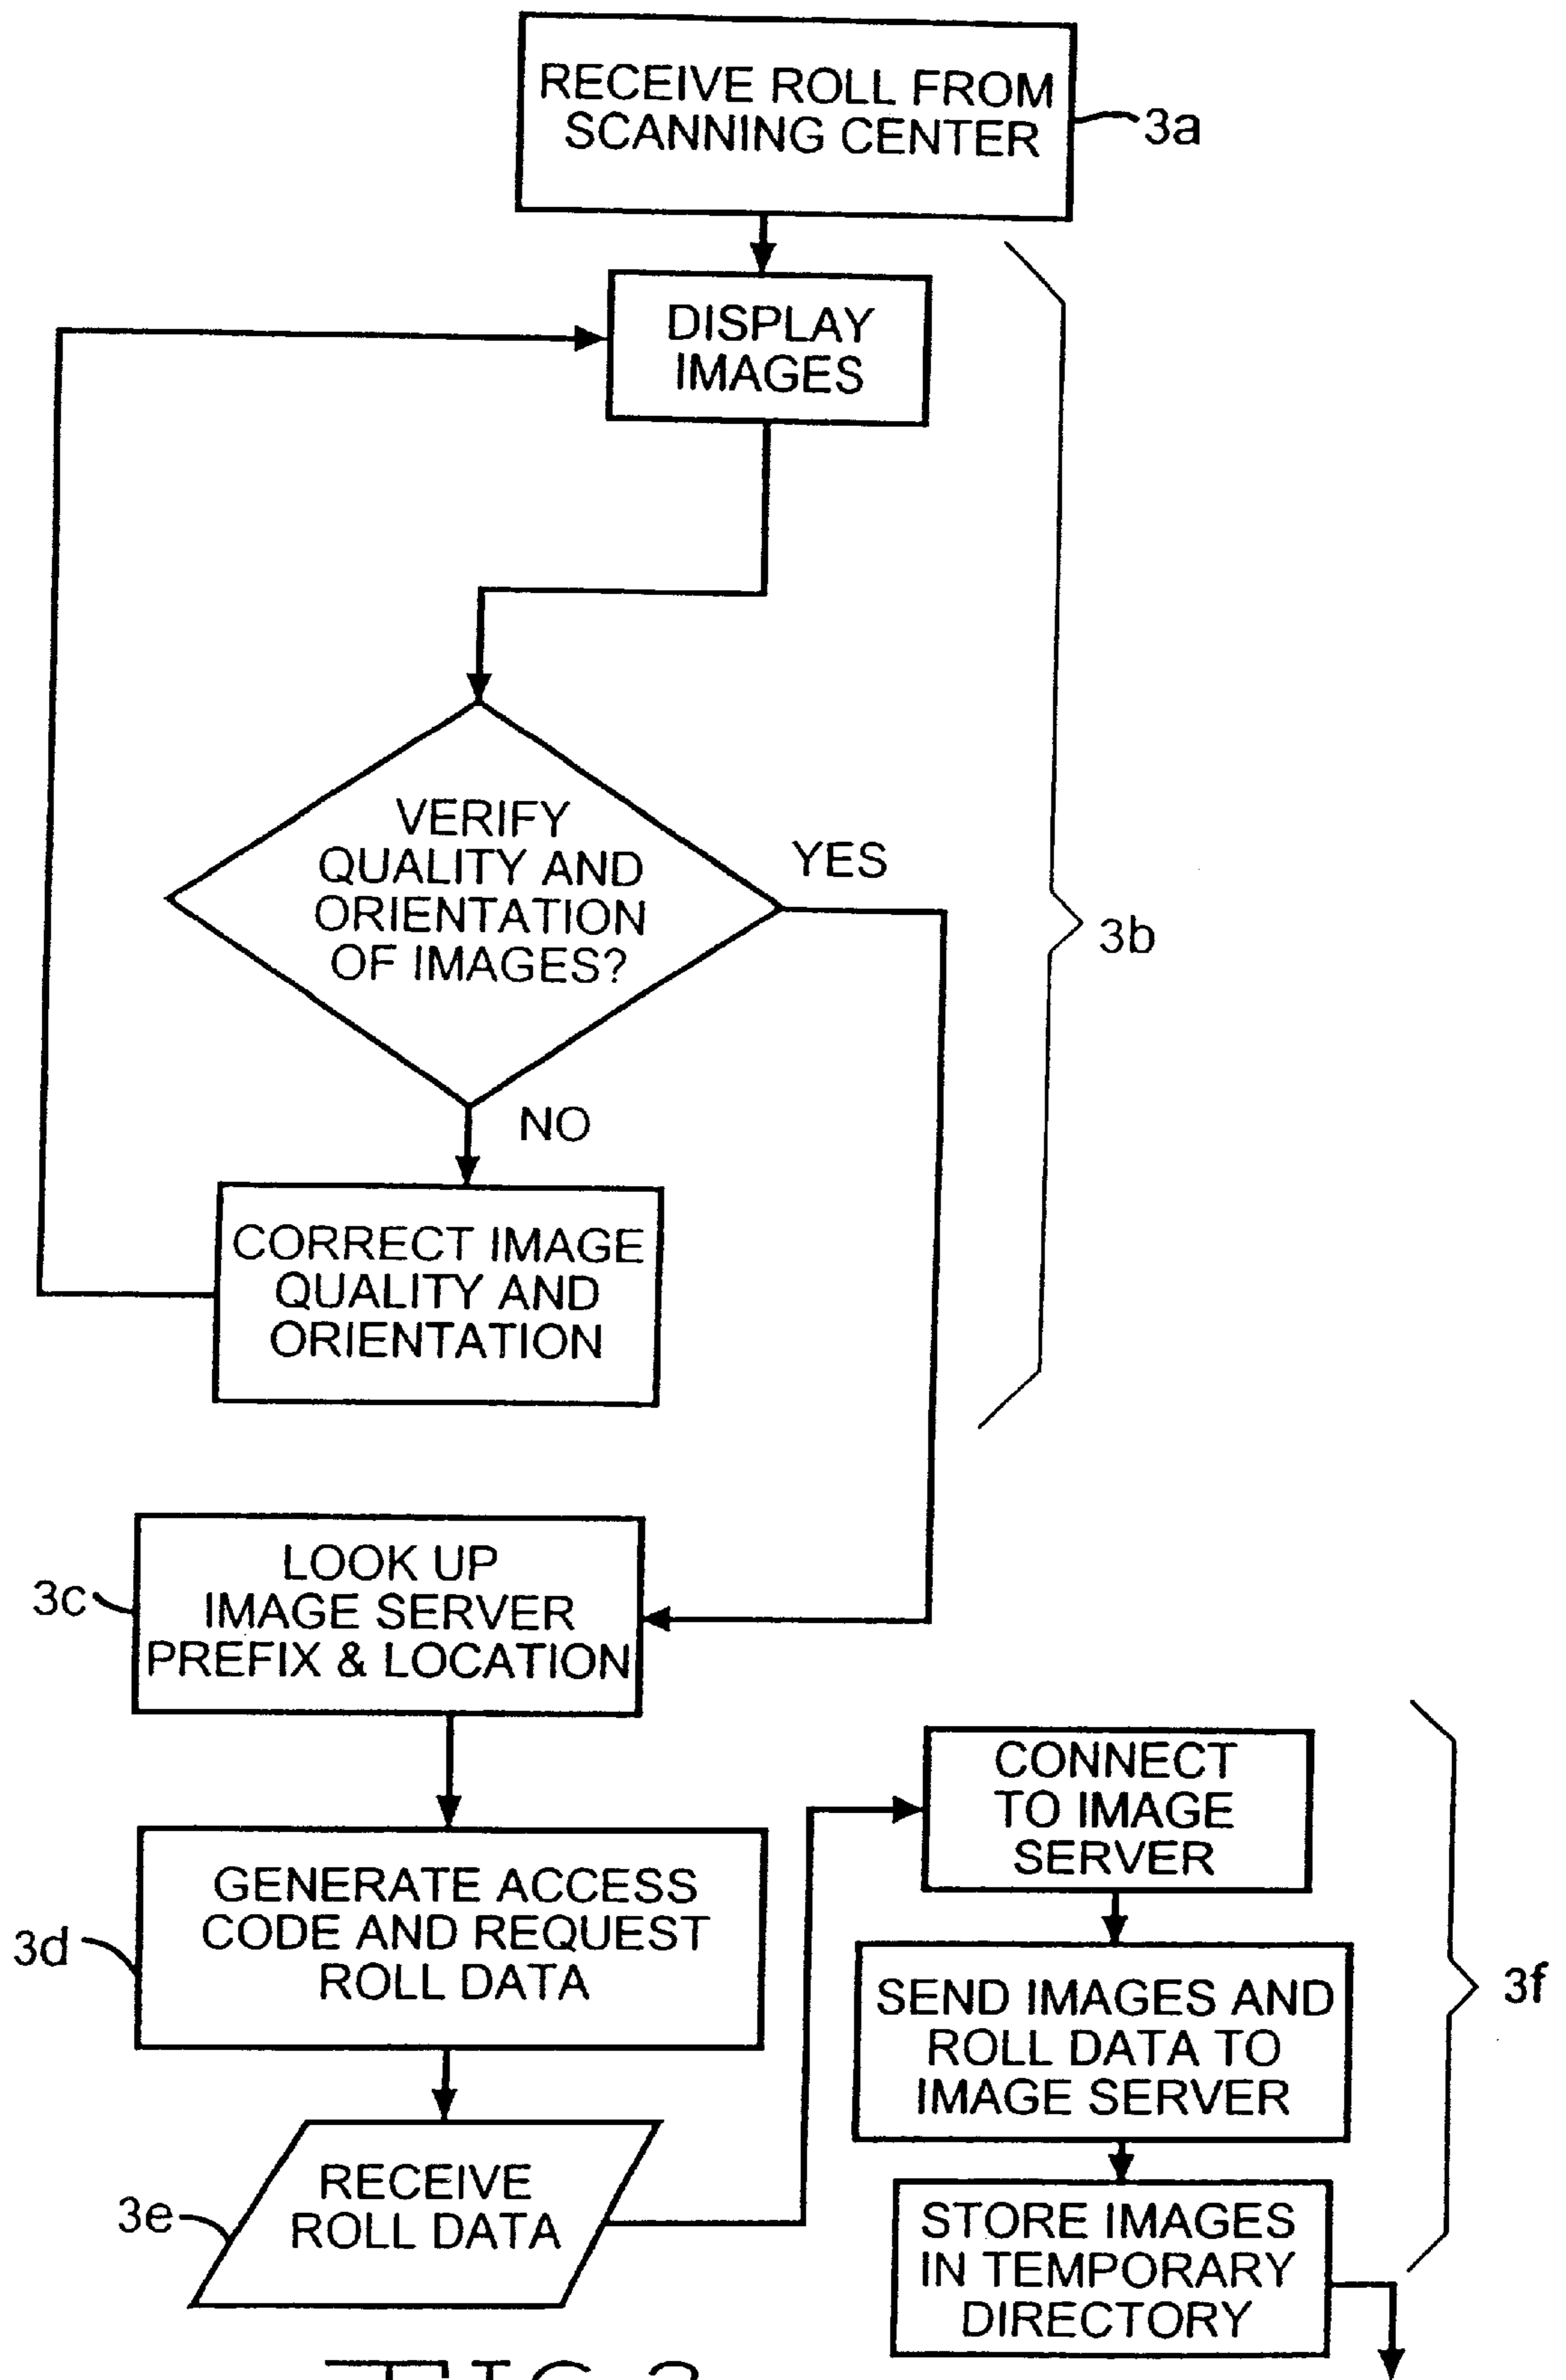 RECEIVE ROLL FROM
SCANNING CENTER
3a
DISPLAY
IMAGES
VERIFY
QUALITY AND
ORIENTATION
OF IMAGES?
YES
3b
NO
CORRECT IMAGE
QUALITY AND
ORIENTATION
3c
LOOK UP
IMAGE SERVER
PREFIX & LOCATION
3d
GENERATE ACCESS
CODE AND REQUEST
ROLL DATA
3e
RECEIVE
ROLL DATA
CONNECT
TO IMAGE
SERVER
SEND IMAGES AND
ROLL DATA TO
IMAGE SERVER
3f
STORE IMAGES
IN TEMPORARY
DIRECTORY